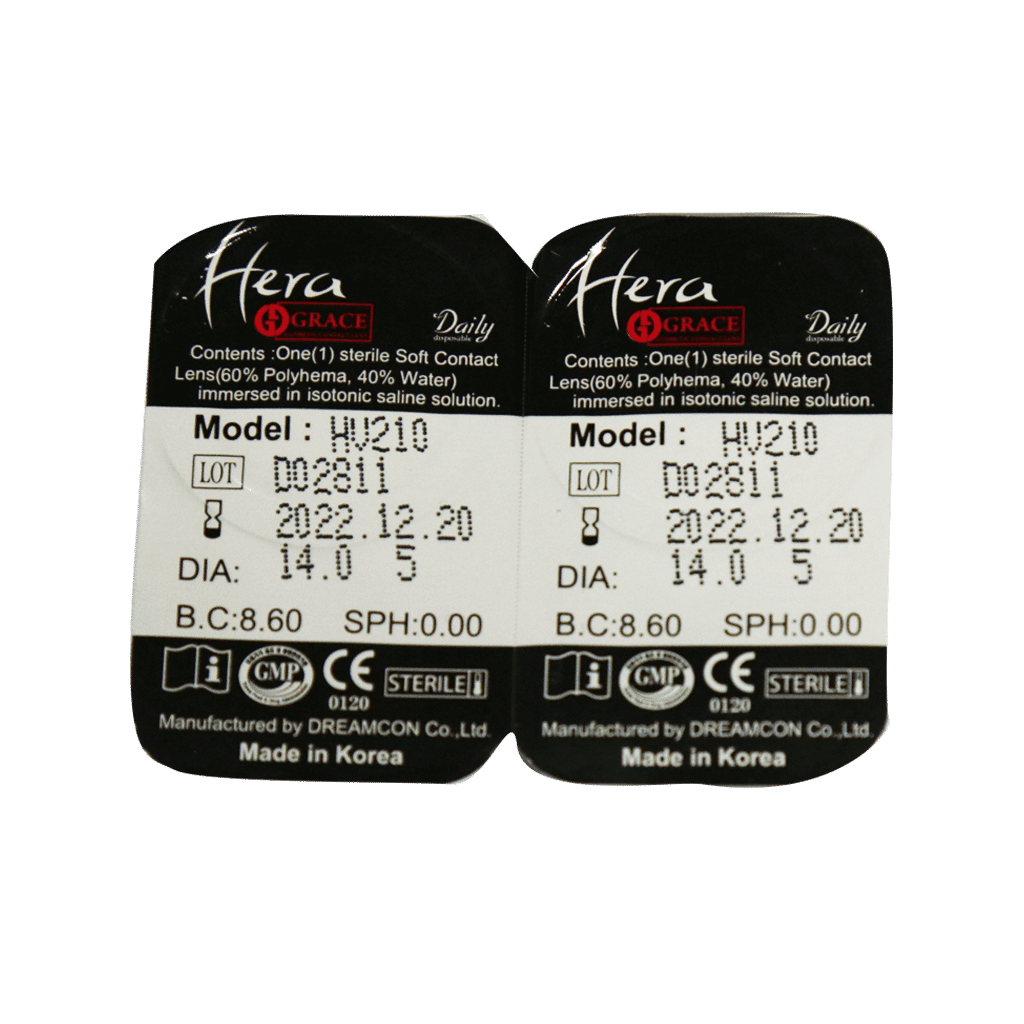 Hera
GRACE
Daily
disposable
Contents :One(1) sterile Soft Contact
Lens(60% Polyhema, 40% Water)
immersed in isotonic saline solution.
Model : HV210
LOT D02811
2022.12.20
DIA: 14.0 5
B.C:8.60 SPH:0.00
GMP
CE
0120
STERILE
Manufactured by DREAMCON Co.,Ltd.
Made in Korea
Hera
GRACE
Daily
disposable
Contents :One(1) sterile Soft Contact
Lens(60% Polyhema, 40% Water)
immersed in isotonic saline solution.
Model : HV210
LOT D02811
2022.12.20
DIA: 14.0 5
B.C:8.60 SPH:0.00
GMP
CE
0120
STERILE
Manufactured by DREAMCON Co.,Ltd.
Made in Korea